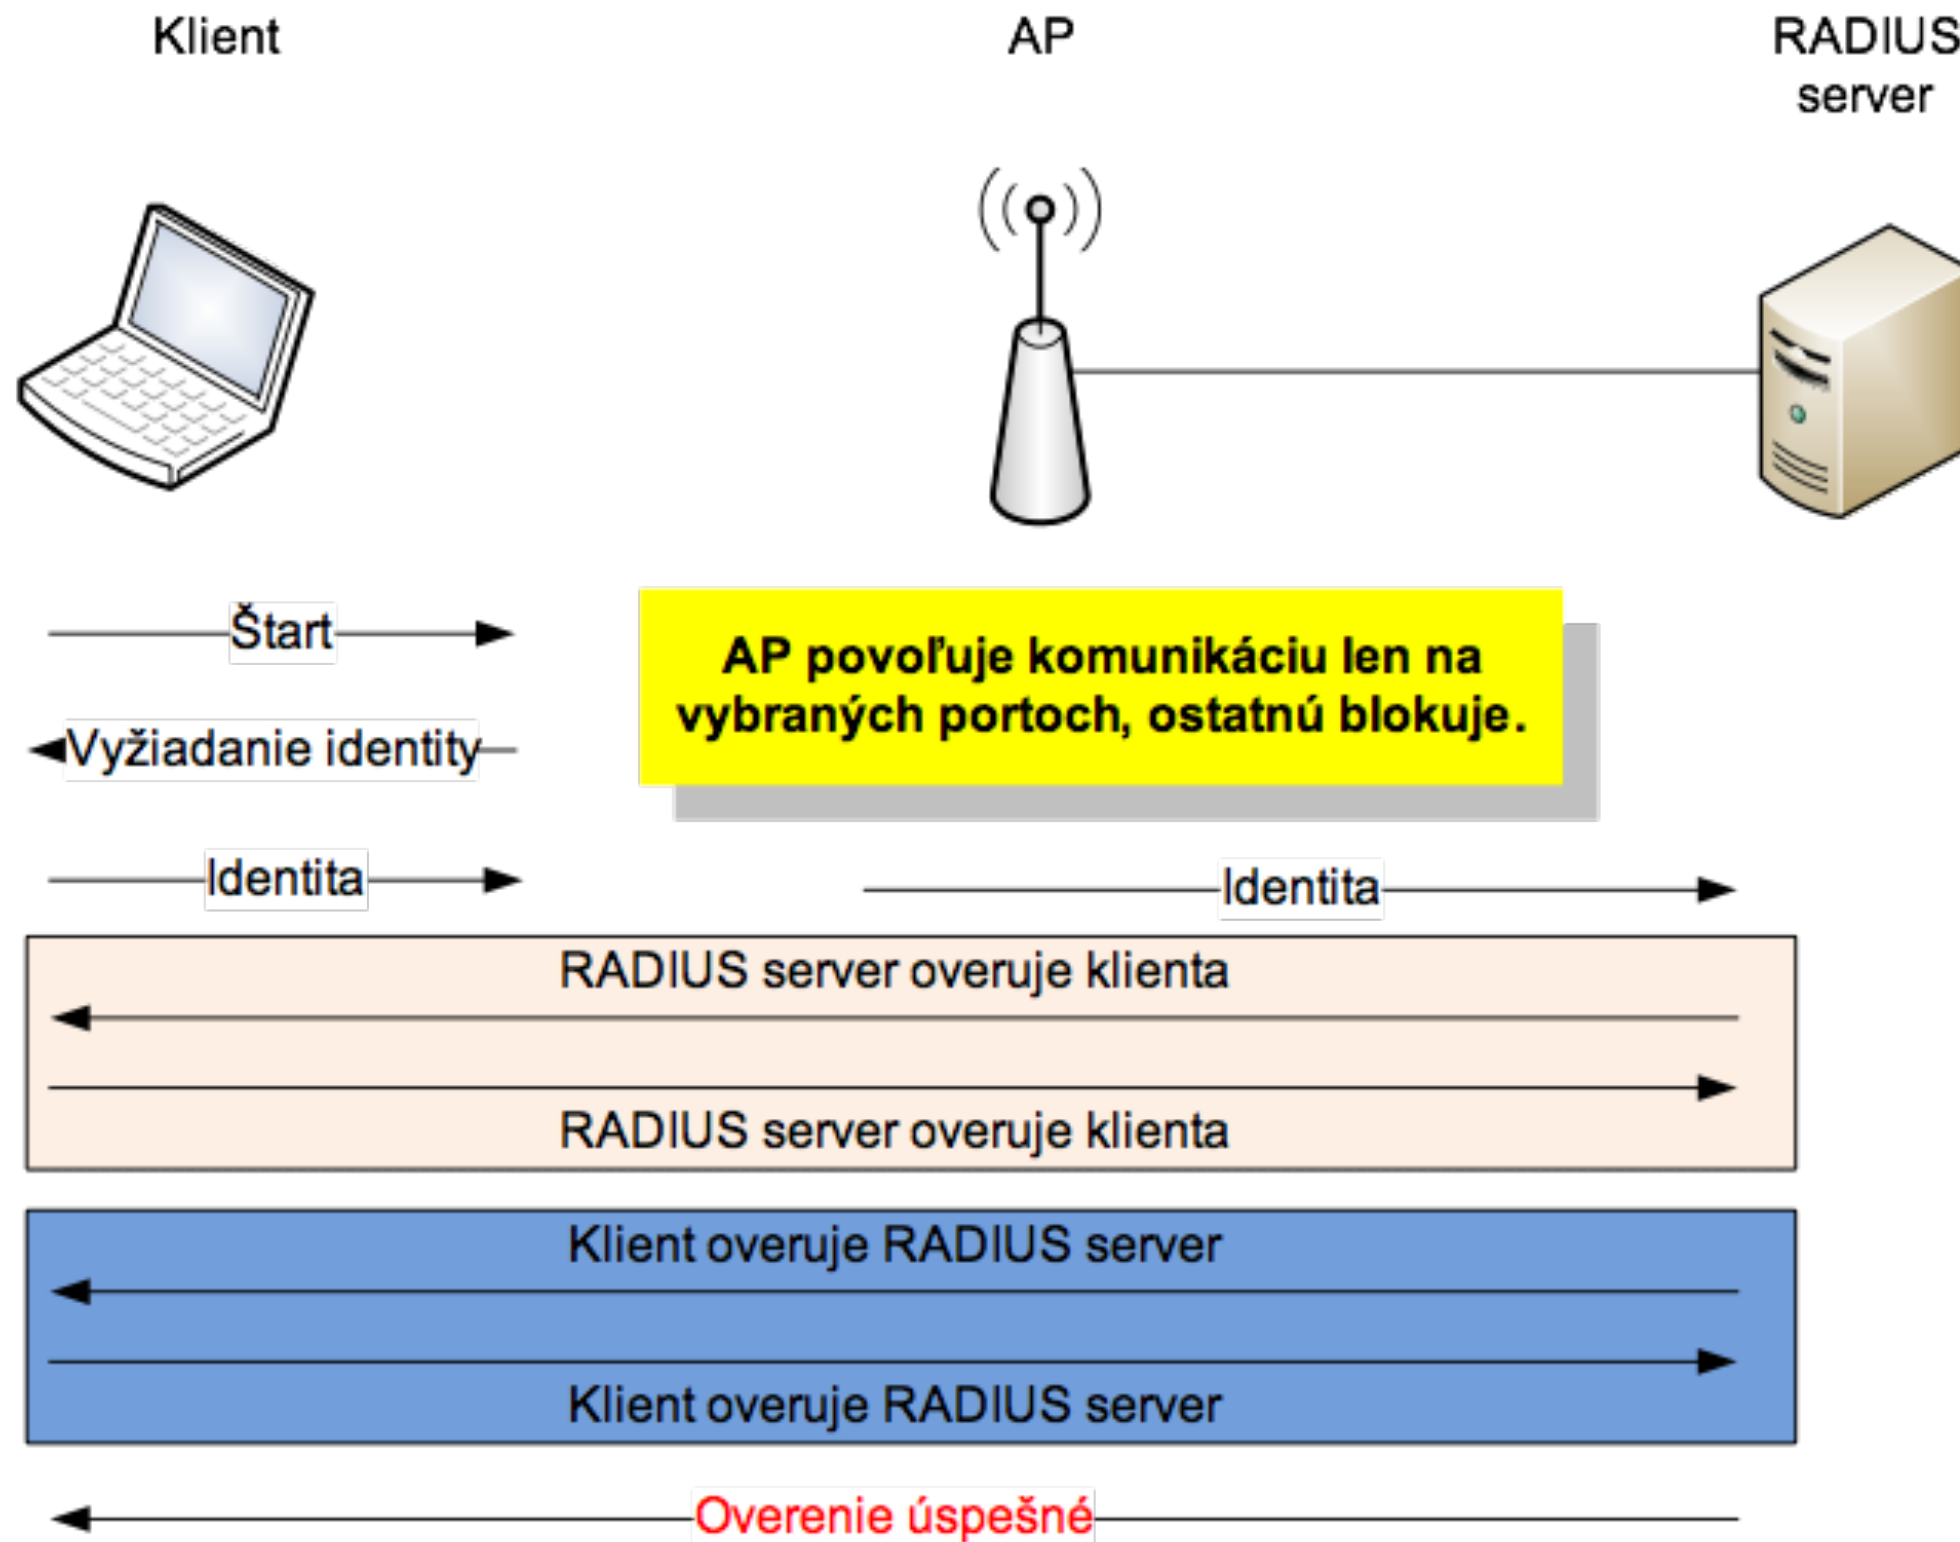 Klient
AP
RADIUS
server
Štart
AP povoľuje komunikáciu len na
vybraných portoch, ostatnú blokuje.
Vyžiadanie identity
Identita
Identita
RADIUS server overuje klienta
RADIUS server overuje klienta
Klient overuje RADIUS server
Klient overuje RADIUS server
Overenie úspešné